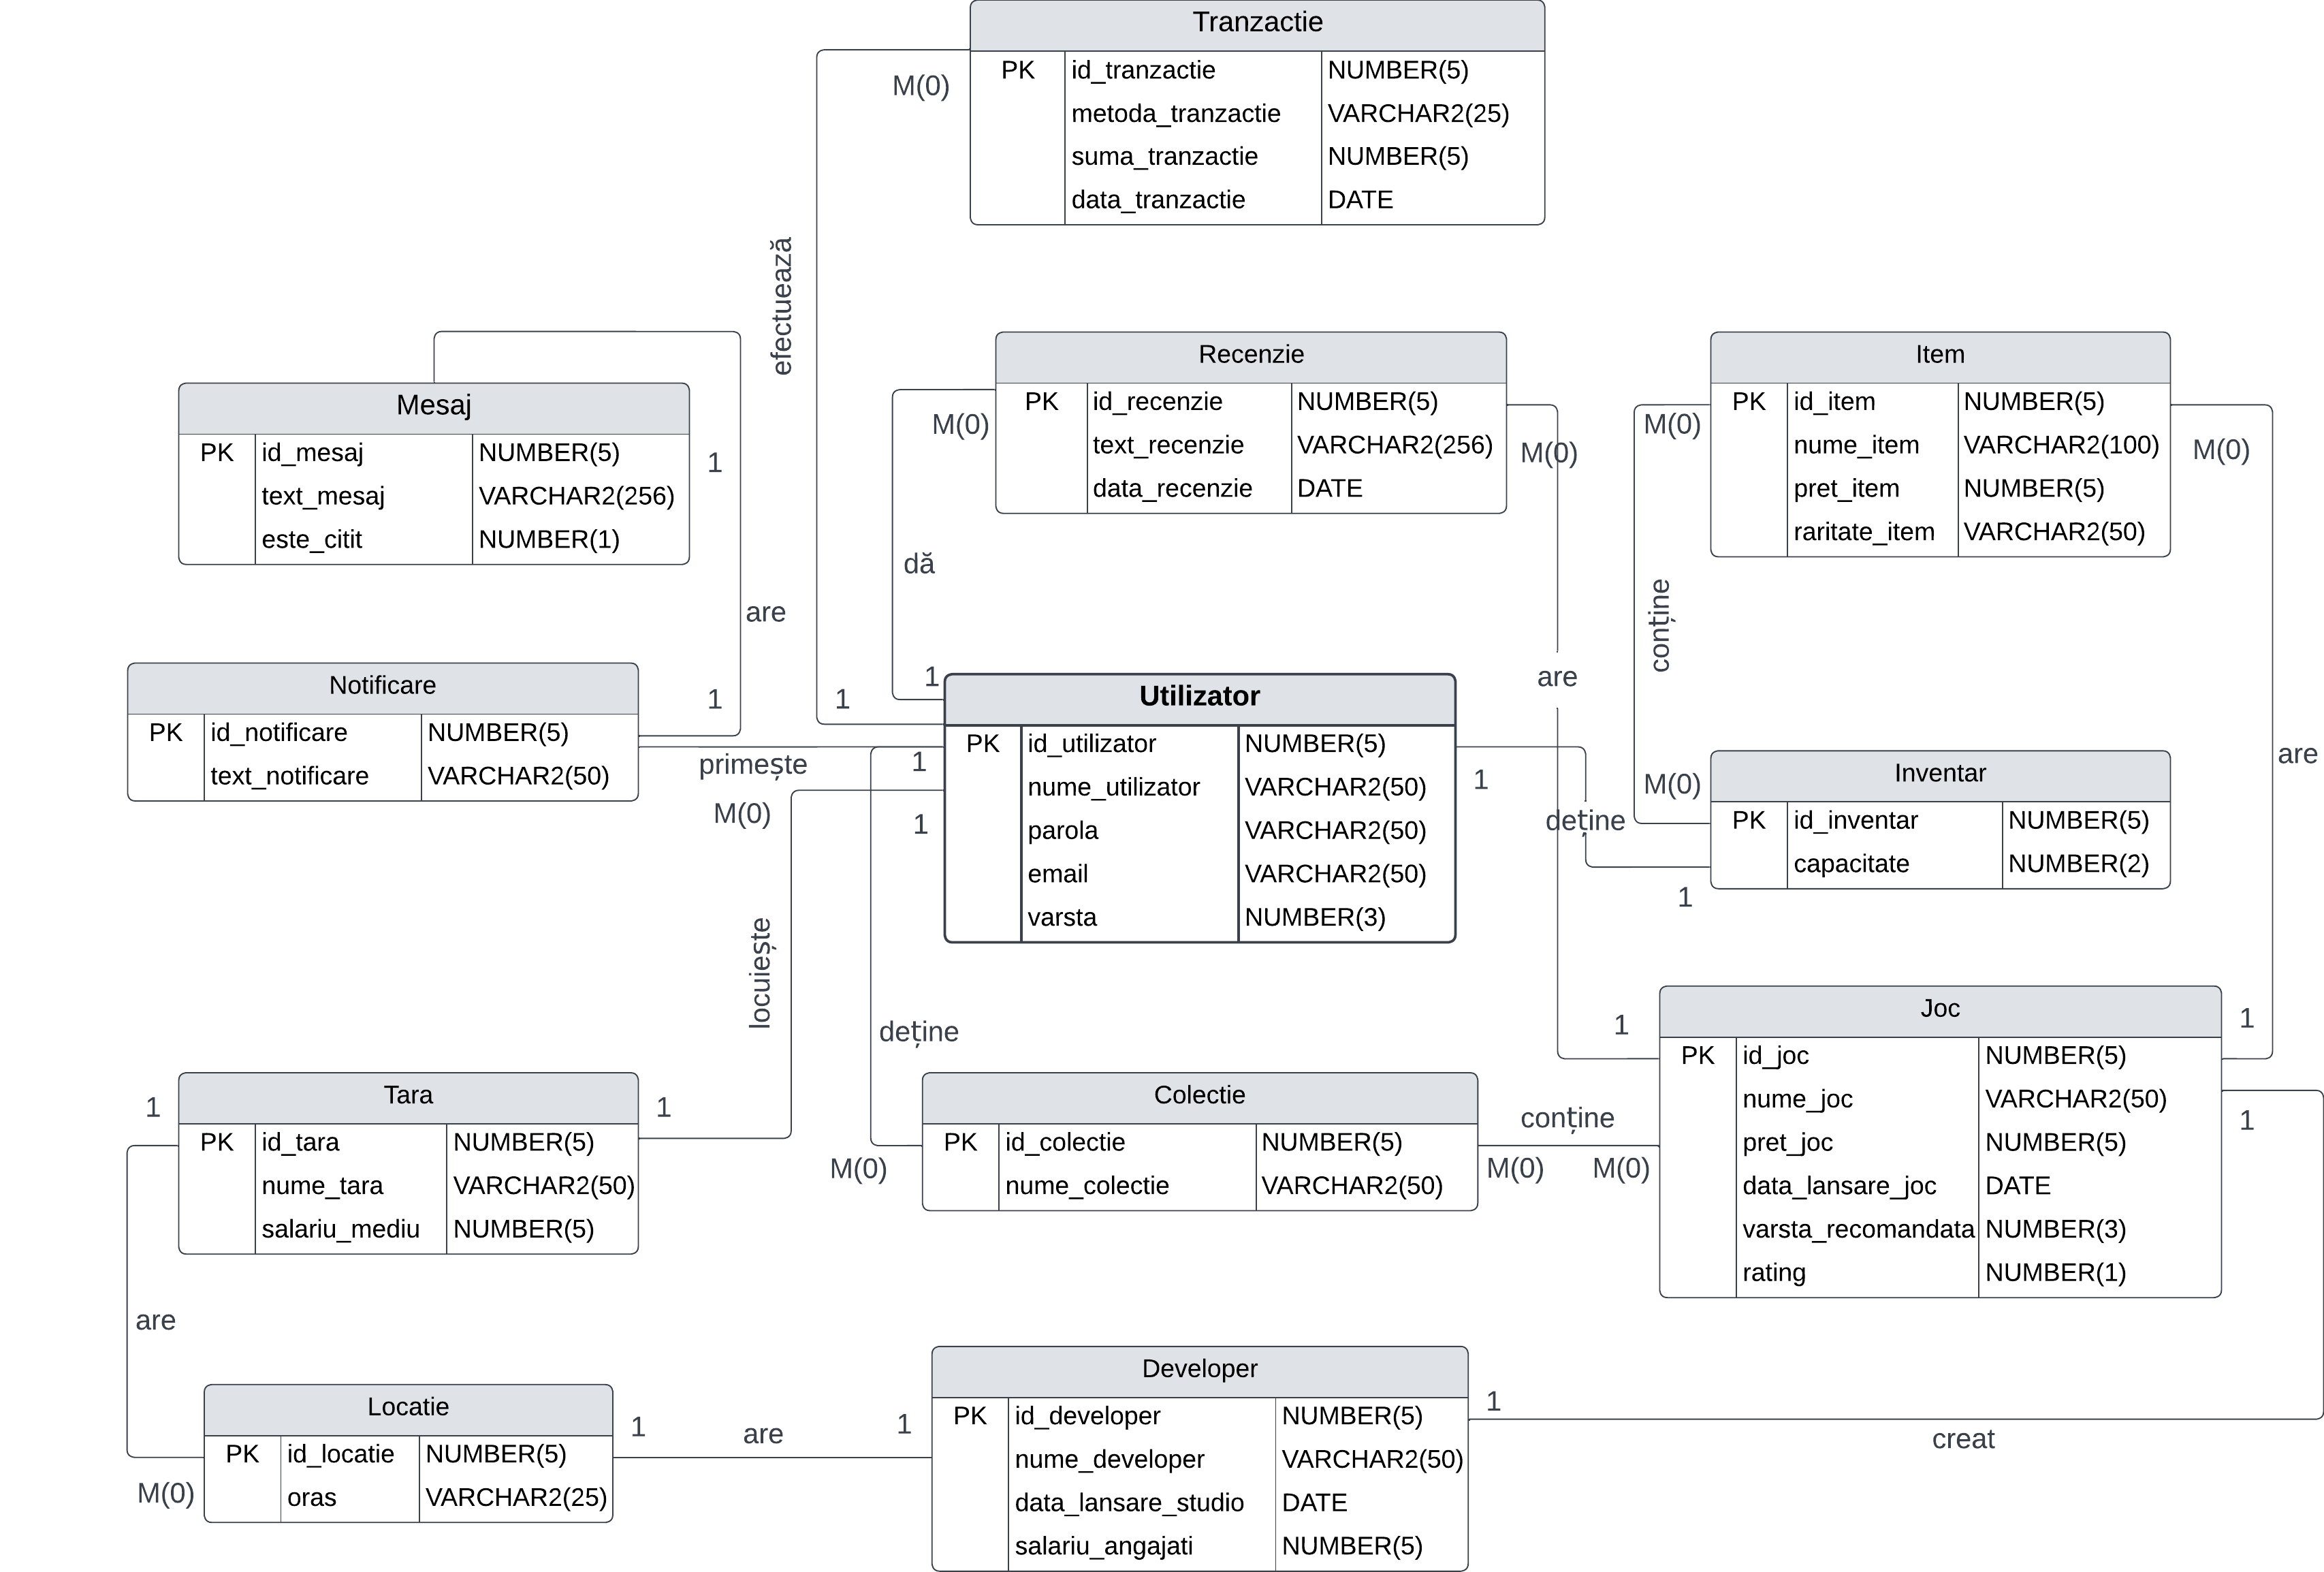 Tranzactie
PK id_tranzactie NUMBER(5)
metoda_tranzactie VARCHAR2(25)
suma_tranzactie NUMBER(5)
data_tranzactie DATE
M(0)
efectuează
1
Mesaj
PK id_mesaj NUMBER(5)
text_mesaj VARCHAR2(256)
este_citit NUMBER(1)
1
are
1
Recenzie
PK id_recenzie NUMBER(5)
text_recenzie VARCHAR2(256)
data_recenzie DATE
M(0)
dă
1
M(0)
are
1
Item
PK id_item NUMBER(5)
nume_item VARCHAR2(100)
pret_item NUMBER(5)
raritate_item VARCHAR2(50)
M(0)
conține
M(0)
M(0)
are
1
Notificare
PK id_notificare NUMBER(5)
text_notificare VARCHAR2(50)
primește
M(0)
1
Utilizator
PK id_utilizator NUMBER(5)
nume_utilizator VARCHAR2(50)
parola VARCHAR2(50)
email VARCHAR2(50)
varsta NUMBER(3)
1
deține
1
Inventar
PK id_inventar NUMBER(5)
capacitate NUMBER(2)
1
locuiește
1
deține
M(0)
Tara
PK id_tara NUMBER(5)
nume_tara VARCHAR2(50)
salariu_mediu NUMBER(5)
1
are
M(0)
Colectie
PK id_colectie NUMBER(5)
nume_colectie VARCHAR2(50)
conține
M(0) M(0)
Joc
PK id_joc NUMBER(5)
nume_joc VARCHAR2(50)
pret_joc NUMBER(5)
data_lansare_joc DATE
varsta_recomandata NUMBER(3)
rating NUMBER(1)
1
Locatie
PK id_locatie NUMBER(5)
oras VARCHAR2(25)
1 are 1
Developer
PK id_developer NUMBER(5)
nume_developer VARCHAR2(50)
data_lansare_studio DATE
salariu_angajati NUMBER(5)
1
creat